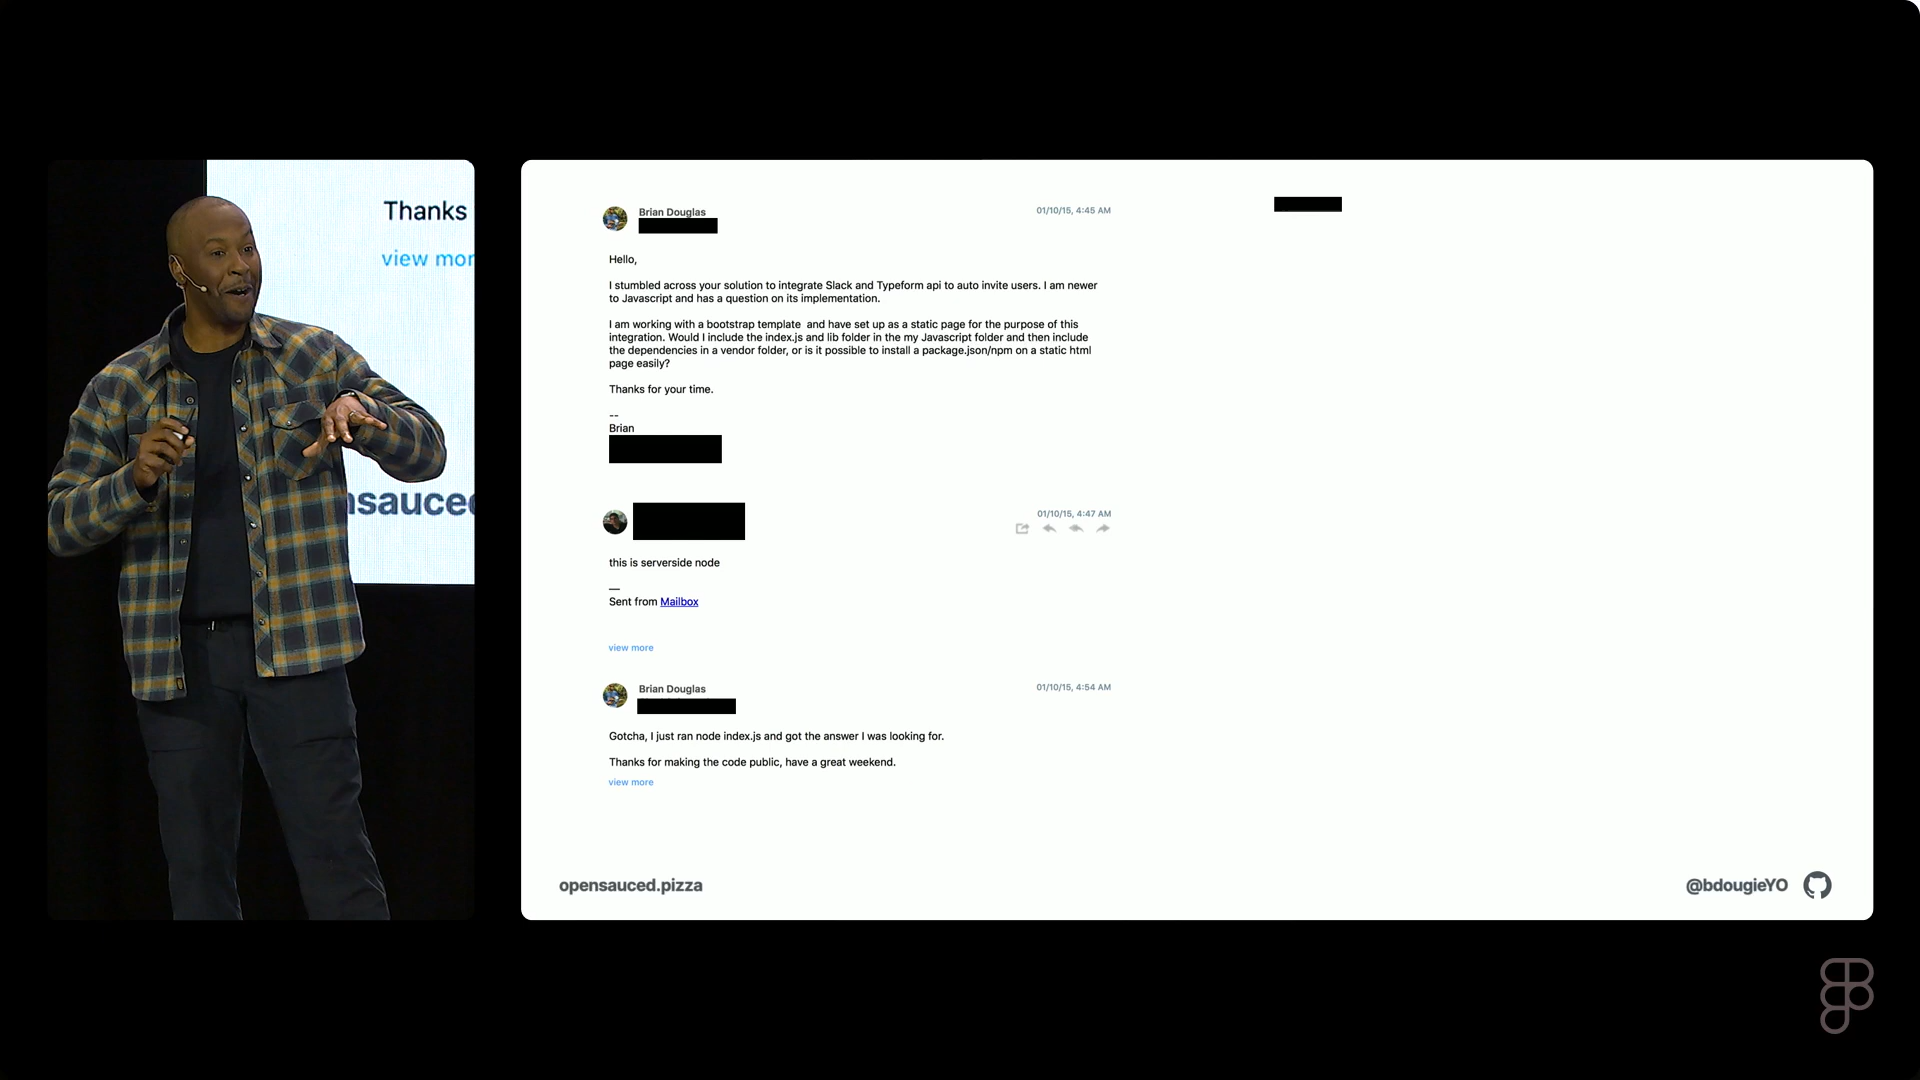 Thanks
view mor
nsauced
Brian Douglas
01/10/15, 4:45 AM
Hello,
I stumbled across your solution to integrate Slack and Typeform api to auto invite users. I am newer
to Javascript and has a question on its implementation.
I am working with a bootstrap template  and have set up as a static page for the purpose of this
integration. Would I include the index.js and lib folder in the my Javascript folder and then include
the dependencies in a vendor folder, or is it possible to install a package.json/npm on a static html
page easily?
Thanks for your time.
--
Brian
01/10/15, 4:47 AM
this is serverside node
—
Sent from Mailbox
view more
Brian Douglas
01/10/15, 4:54 AM
Gotcha, I just ran node index.js and got the answer I was looking for.
Thanks for making the code public, have a great weekend.
view more
opensauced.pizza
@bdougieYO